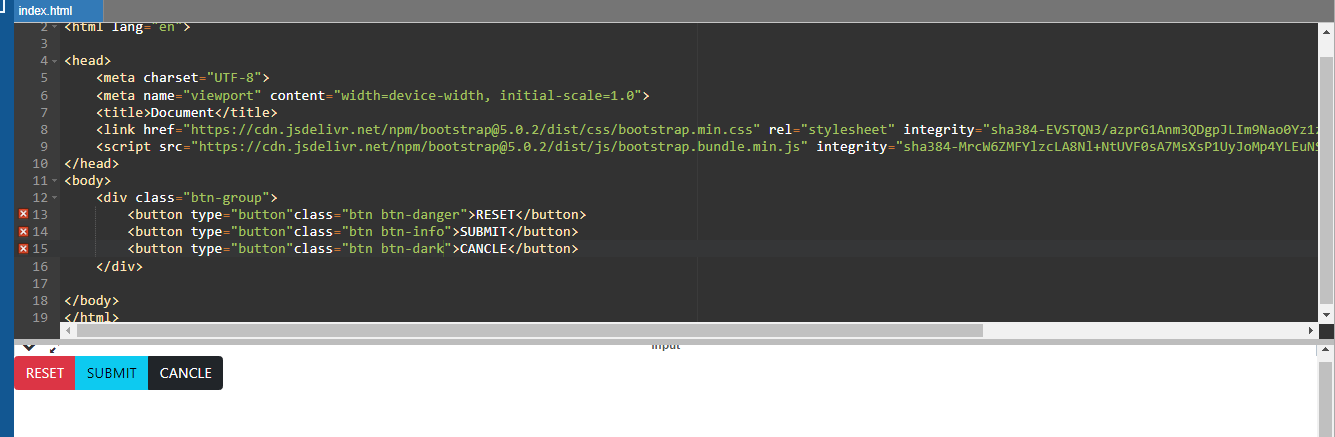 index.html
2 <html lang="en">
3
4 <head>
5     <meta charset="UTF-8">
6     <meta name="viewport" content="width=device-width, initial-scale=1.0">
7     <title>Document</title>
8     <link href="https://cdn.jsdelivr.net/npm/bootstrap@5.0.2/dist/css/bootstrap.min.css" rel="stylesheet" integrity="sha384-EVSTQN3/azprG1Anm3QDgpJLIm9Nao0Yz1z
9     <script src="https://cdn.jsdelivr.net/npm/bootstrap@5.0.2/dist/js/bootstrap.bundle.min.js" integrity="sha384-MrcW6ZMFYlzcLA8Nl+NtUVF0sA7MsXsP1UyJoMp4YLEuNS
10 </head>
11 <body>
12     <div class="btn-group">
13         <button type="button"class="btn btn-danger">RESET</button>
14         <button type="button"class="btn btn-info">SUBMIT</button>
15         <button type="button"class="btn btn-dark">CANCLE</button>
16     </div>
17
18 </body>
19 </html>
input
RESET SUBMIT CANCLE